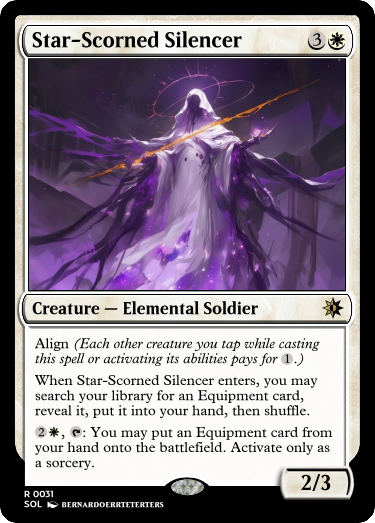 Star-Scorned Silencer 3
Creature — Elemental Soldier
Align (Each other creature you tap while casting
this spell or activating its abilities pays for 1.)
When Star-Scorned Silencer enters, you may
search your library for an Equipment card,
reveal it, put it into your hand, then shuffle.
2, : You may put an Equipment card from
your hand onto the battlefield. Activate only as
a sorcery.
2/3
R 0031
SOL BERNARDOERRTETERTERS